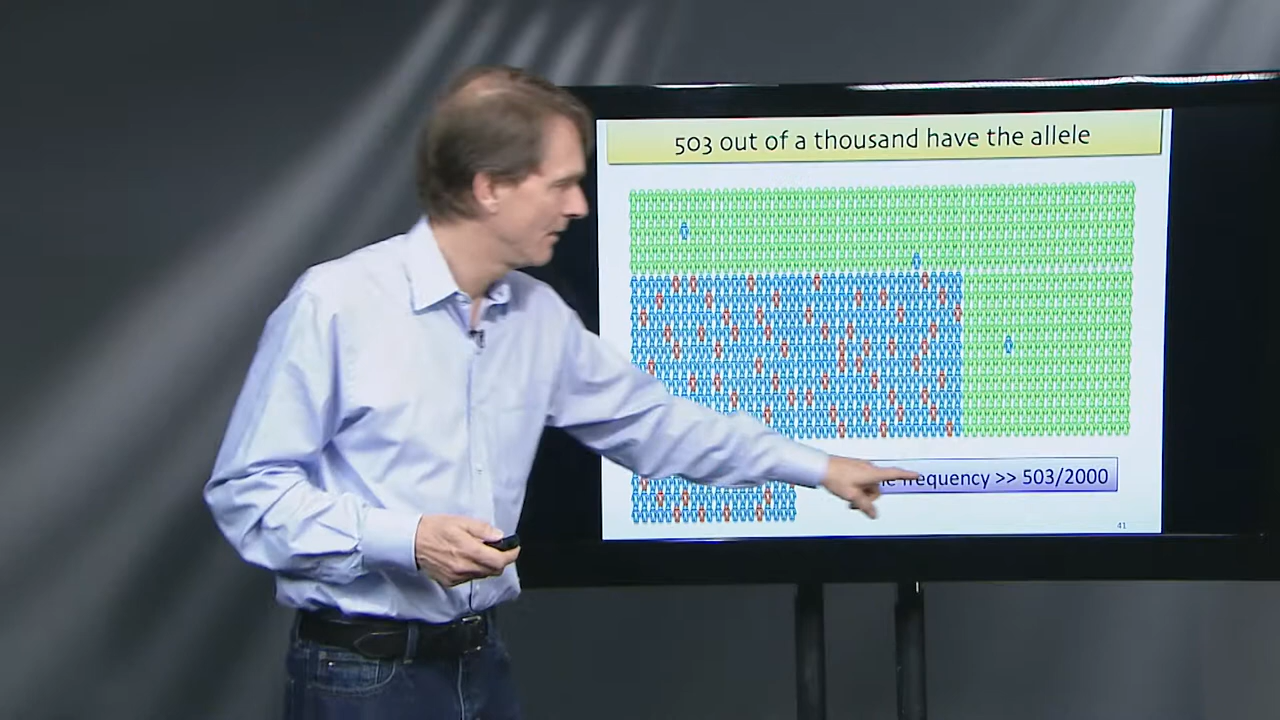 503 out of a thousand have the allele
frequency >> 503/2000
41